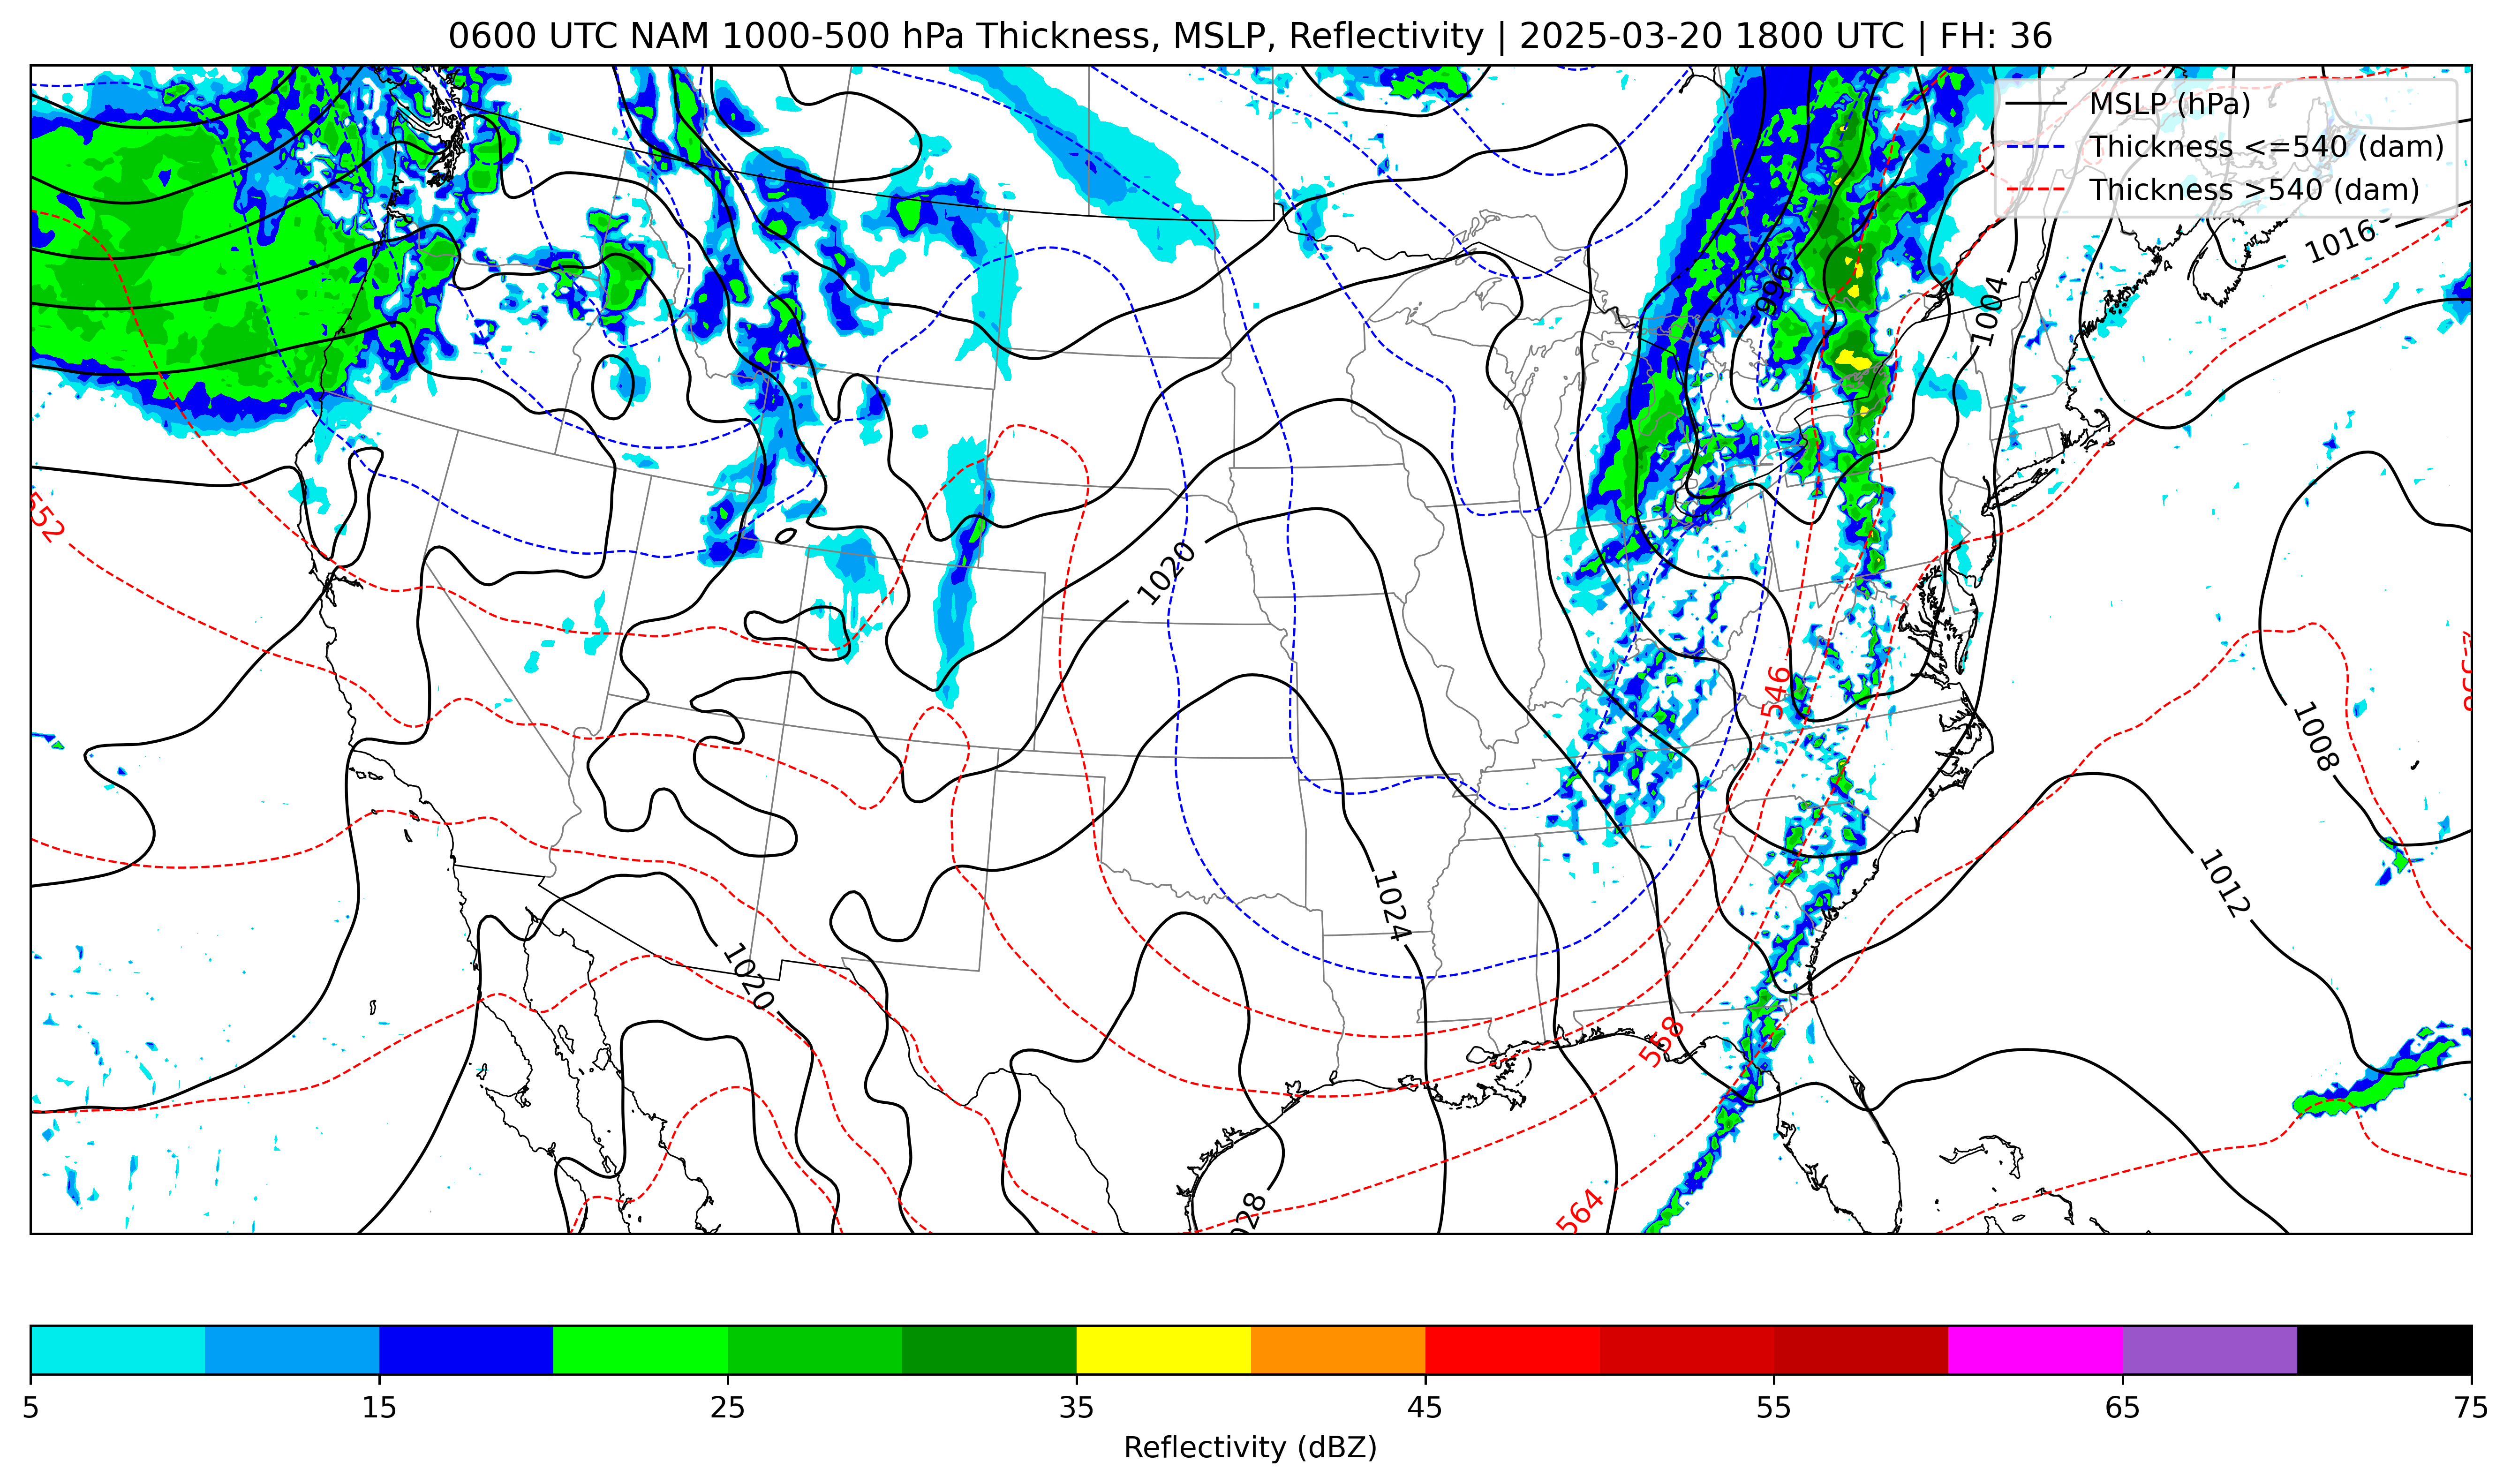 0600 UTC NAM 1000-500 hPa Thickness, MSLP, Reflectivity | 2025-03-20 1800 UTC | FH: 36
MSLP (hPa)
Thickness <=540 (dam)
Thickness >540 (dam)
1016
996
1004
552
1020
546
1008
1012
1024
1020
558
564
028
5 15 25 35 45 55 65 75
Reflectivity (dBZ)